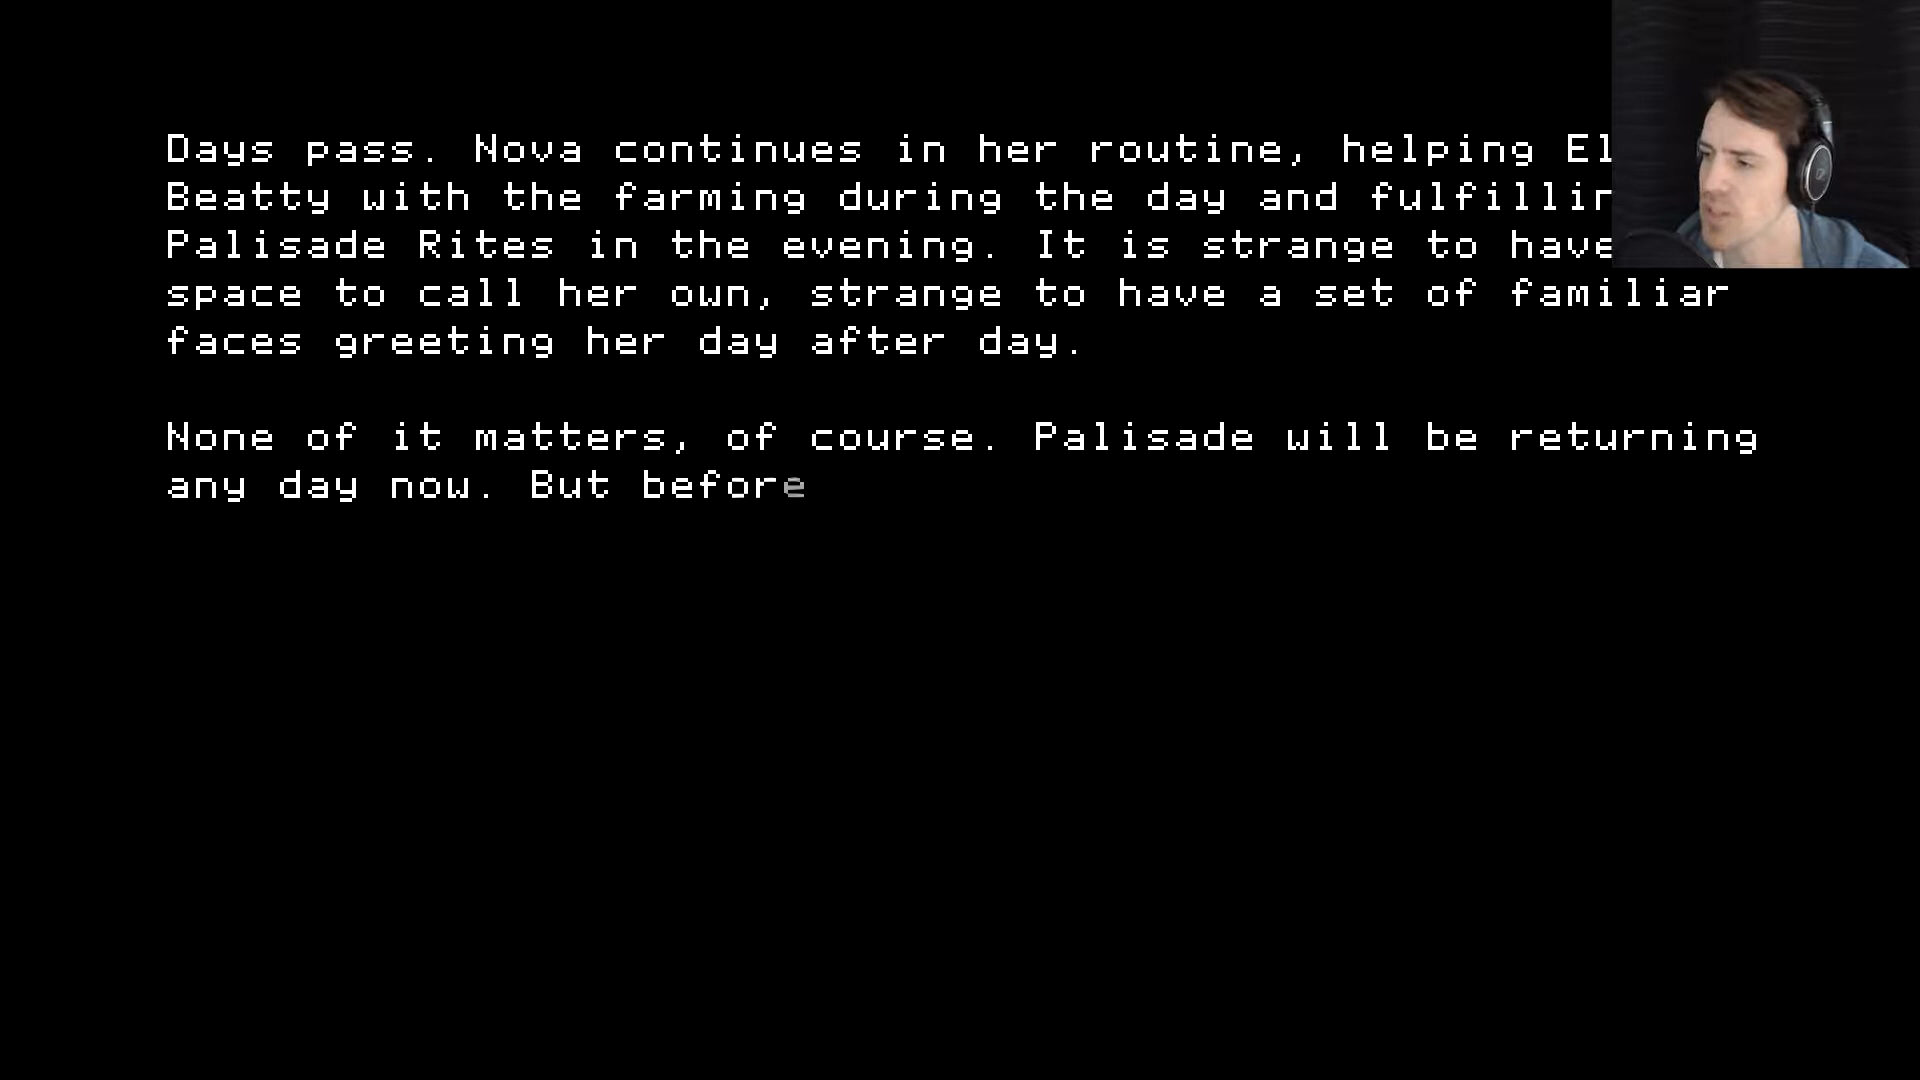 Days pass. Nova continues in her routine, helping
Beatty with the farming during the day and
Palisade Rites in the evening. It is strange to have
space to call her own, strange to have a set of familiar
faces greeting her day after day.
None of it matters, of course. Palisade will be returning
any day now. But before